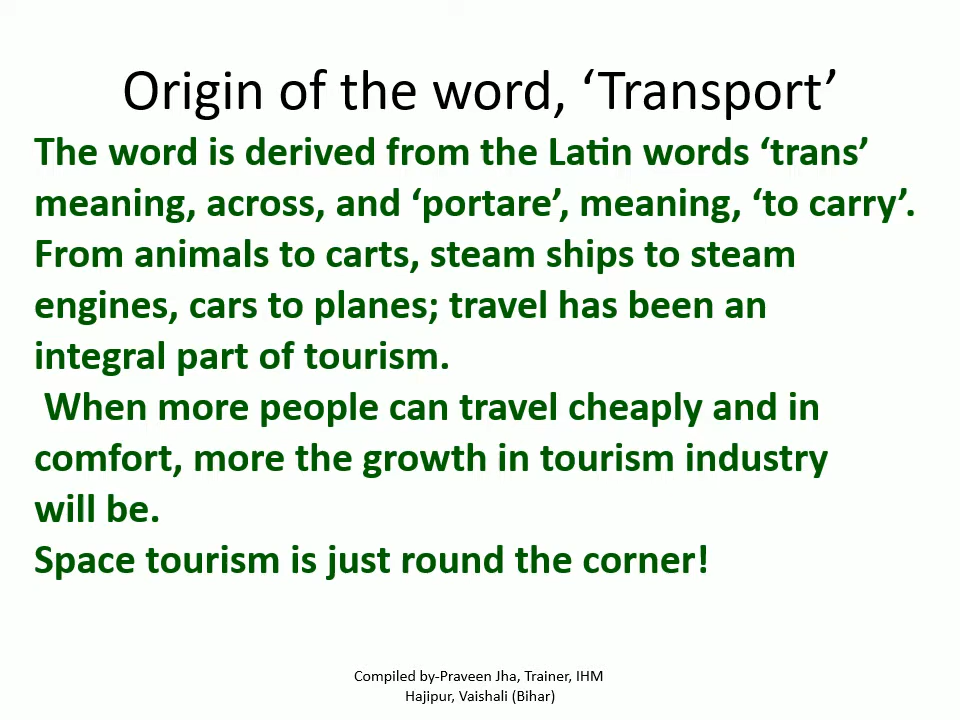 Origin of the word, ‘Transport’
The word is derived from the Latin words ‘trans’
meaning, across, and ‘portare’, meaning, ‘to carry’.
From animals to carts, steam ships to steam
engines, cars to planes; travel has been an
integral part of tourism.
When more people can travel cheaply and in
comfort, more the growth in tourism industry
will be.
Space tourism is just round the corner!
Compiled by-Praveen Jha, Trainer, IHM
Hajipur, Vaishali (Bihar)